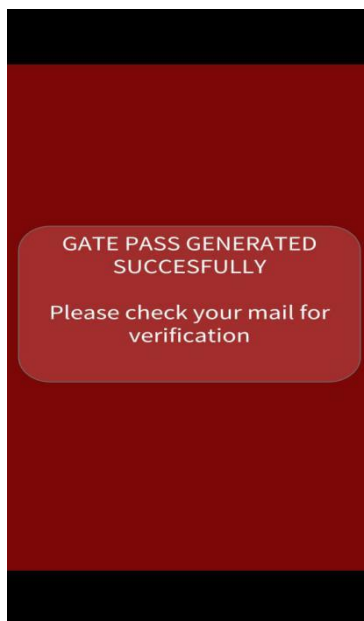 GATE PASS GENERATED
SUCCESFULLY
Please check your mail for
verification